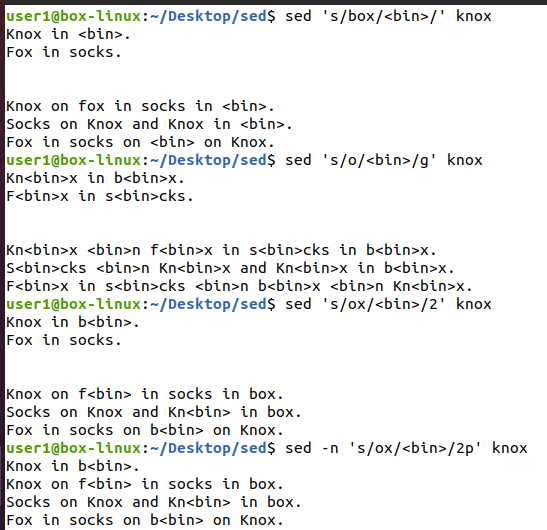 user1@box-linux:~/Desktop/sed$ sed 's/box/<bin>/' knox
Knox in <bin>.
Fox in socks.
Knox on fox in socks in <bin>.
Socks on Knox and Knox in <bin>.
Fox in socks on <bin> on Knox.
user1@box-linux:~/Desktop/sed$ sed 's/o/<bin>/g' knox
Kn<bin>x in b<bin>x.
F<bin>x in s<bin>cks.
Kn<bin>x <bin>n f<bin>x in s<bin>cks in b<bin>x.
S<bin>cks <bin>n Kn<bin>x and Kn<bin>x in b<bin>x.
F<bin>x in s<bin>cks <bin>n b<bin>x <bin>n Kn<bin>x.
user1@box-linux:~/Desktop/sed$ sed 's/ox/<bin>/2' knox
Knox in b<bin>.
Fox in socks.
Knox on f<bin> in socks in box.
Socks on Knox and Kn<bin> in box.
Fox in socks on b<bin> on Knox.
user1@box-linux:~/Desktop/sed$ sed -n 's/ox/<bin>/2p' knox
Knox in b<bin>.
Knox on f<bin> in socks in box.
Socks on Knox and Kn<bin> in box.
Fox in socks on b<bin> on Knox.